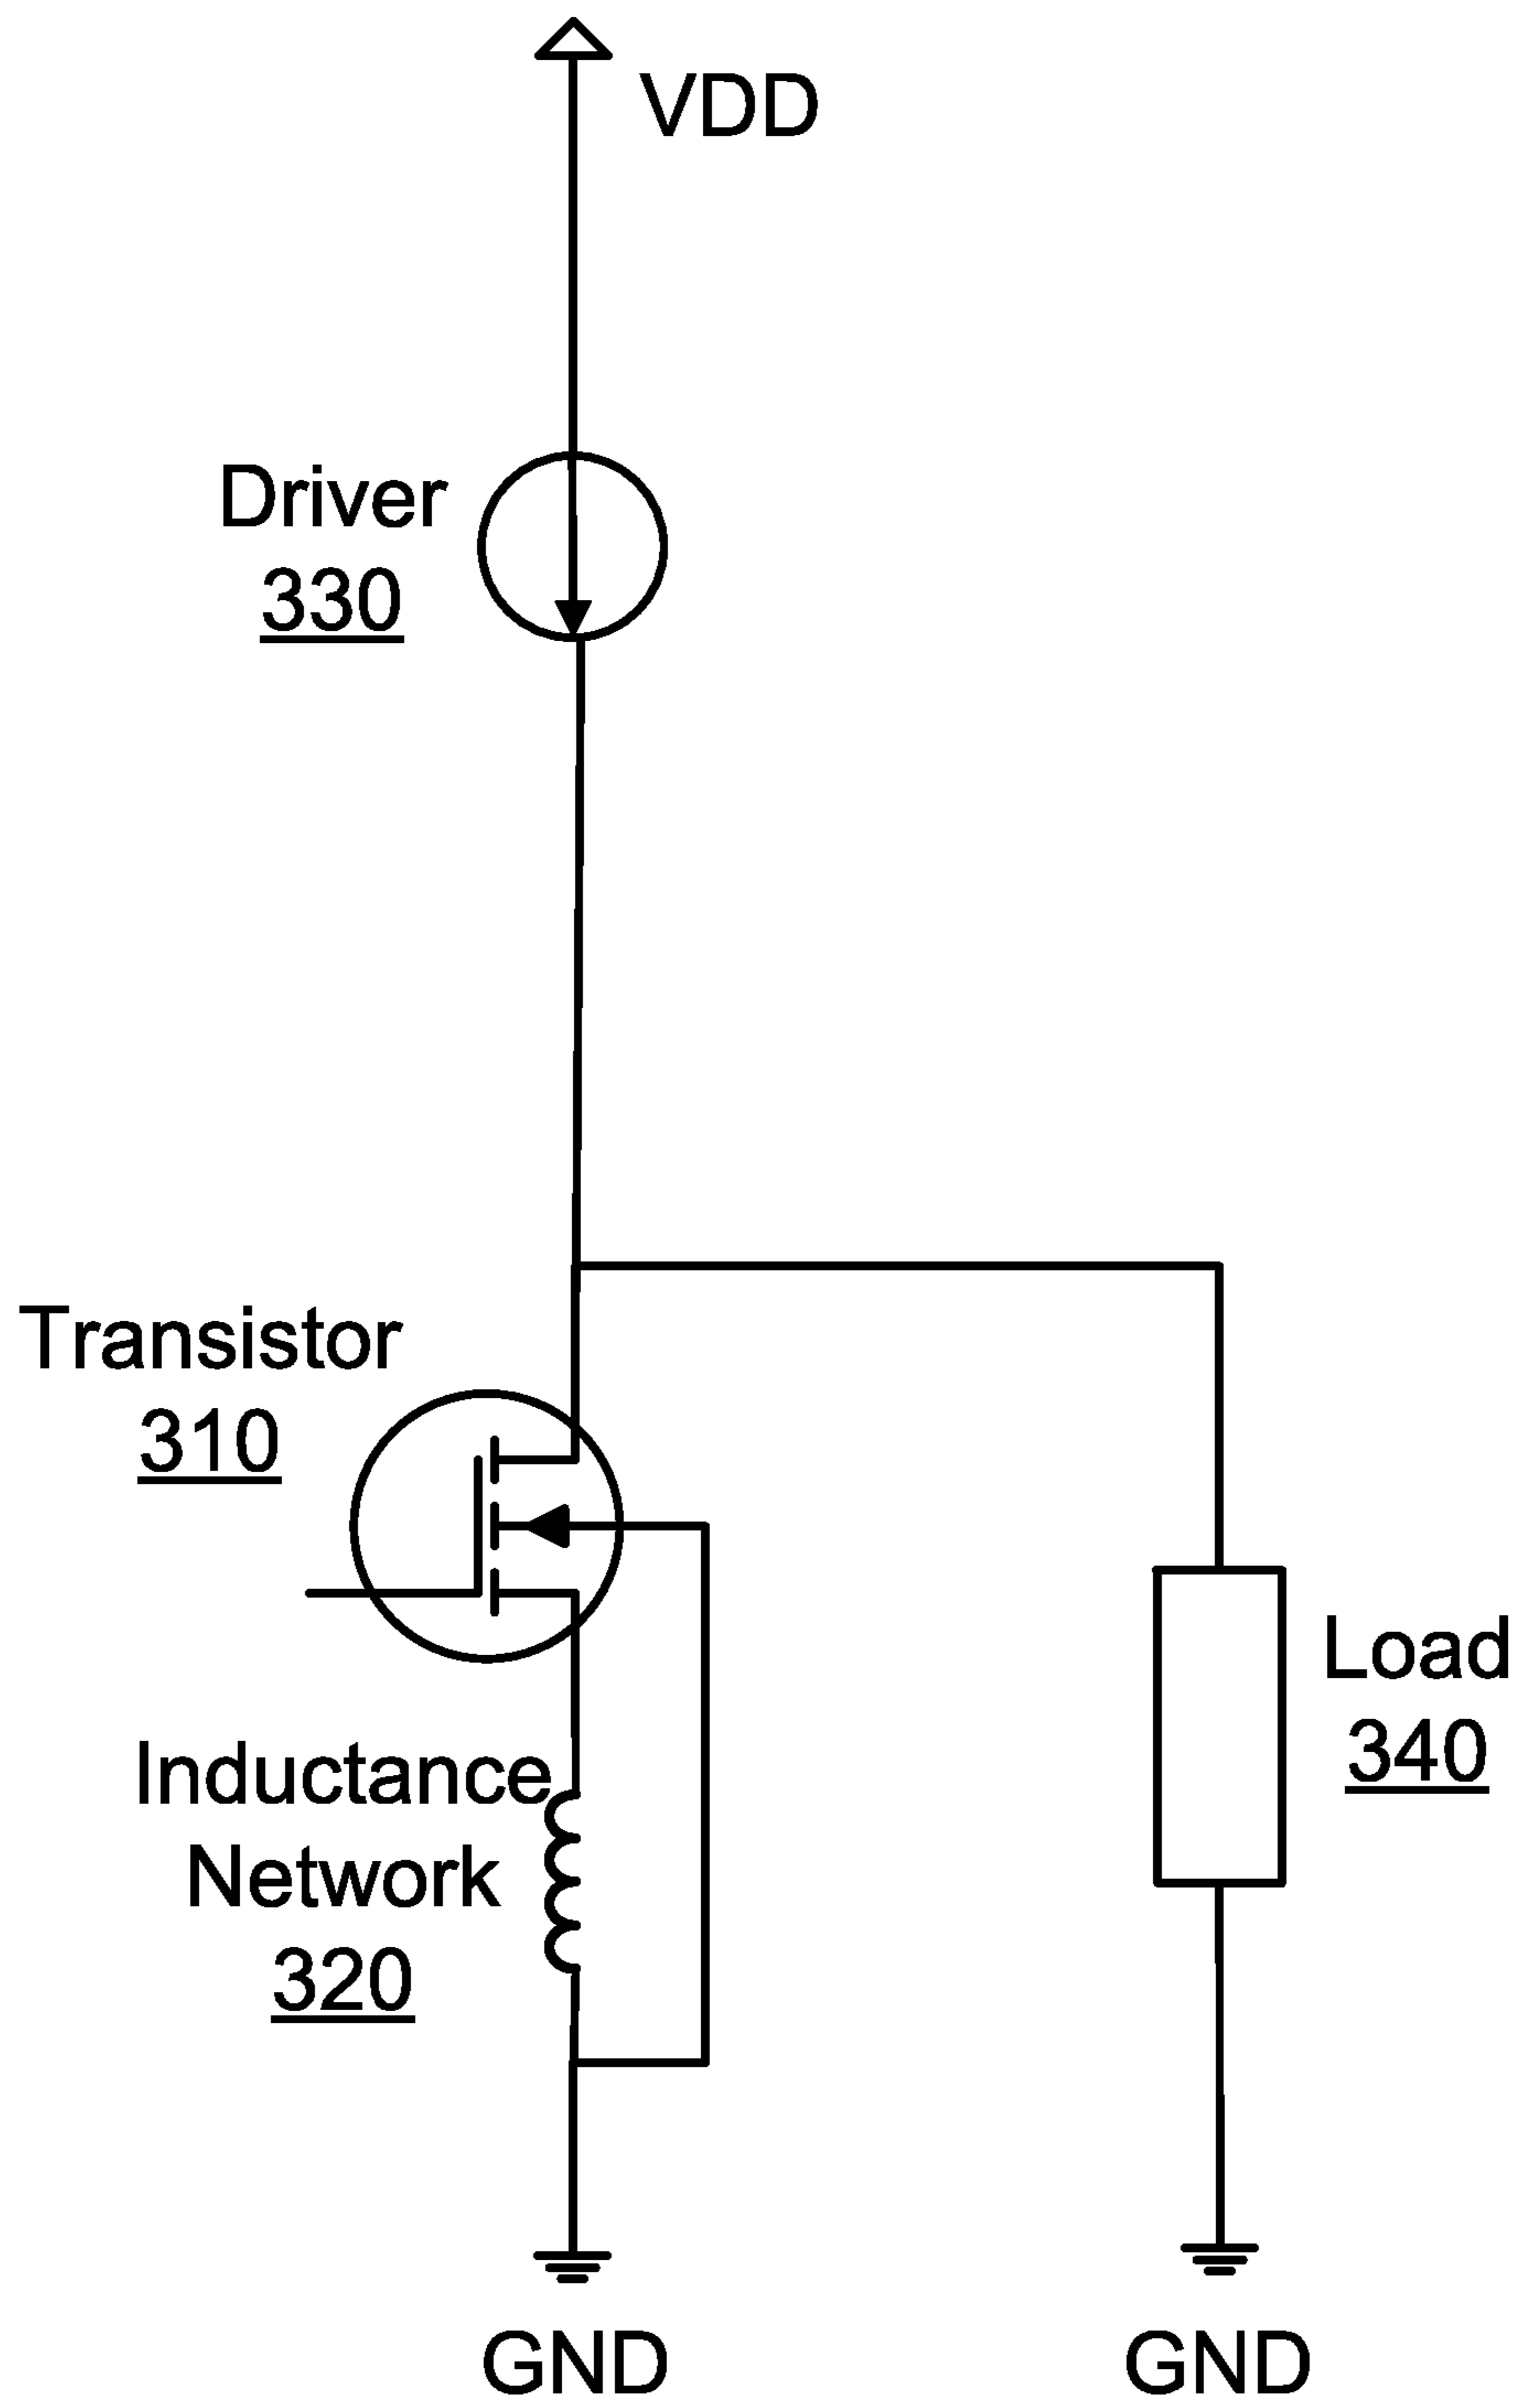 VDD
Driver
330
Transistor
310
Load
340
Inductance
Network
320
GND
GND